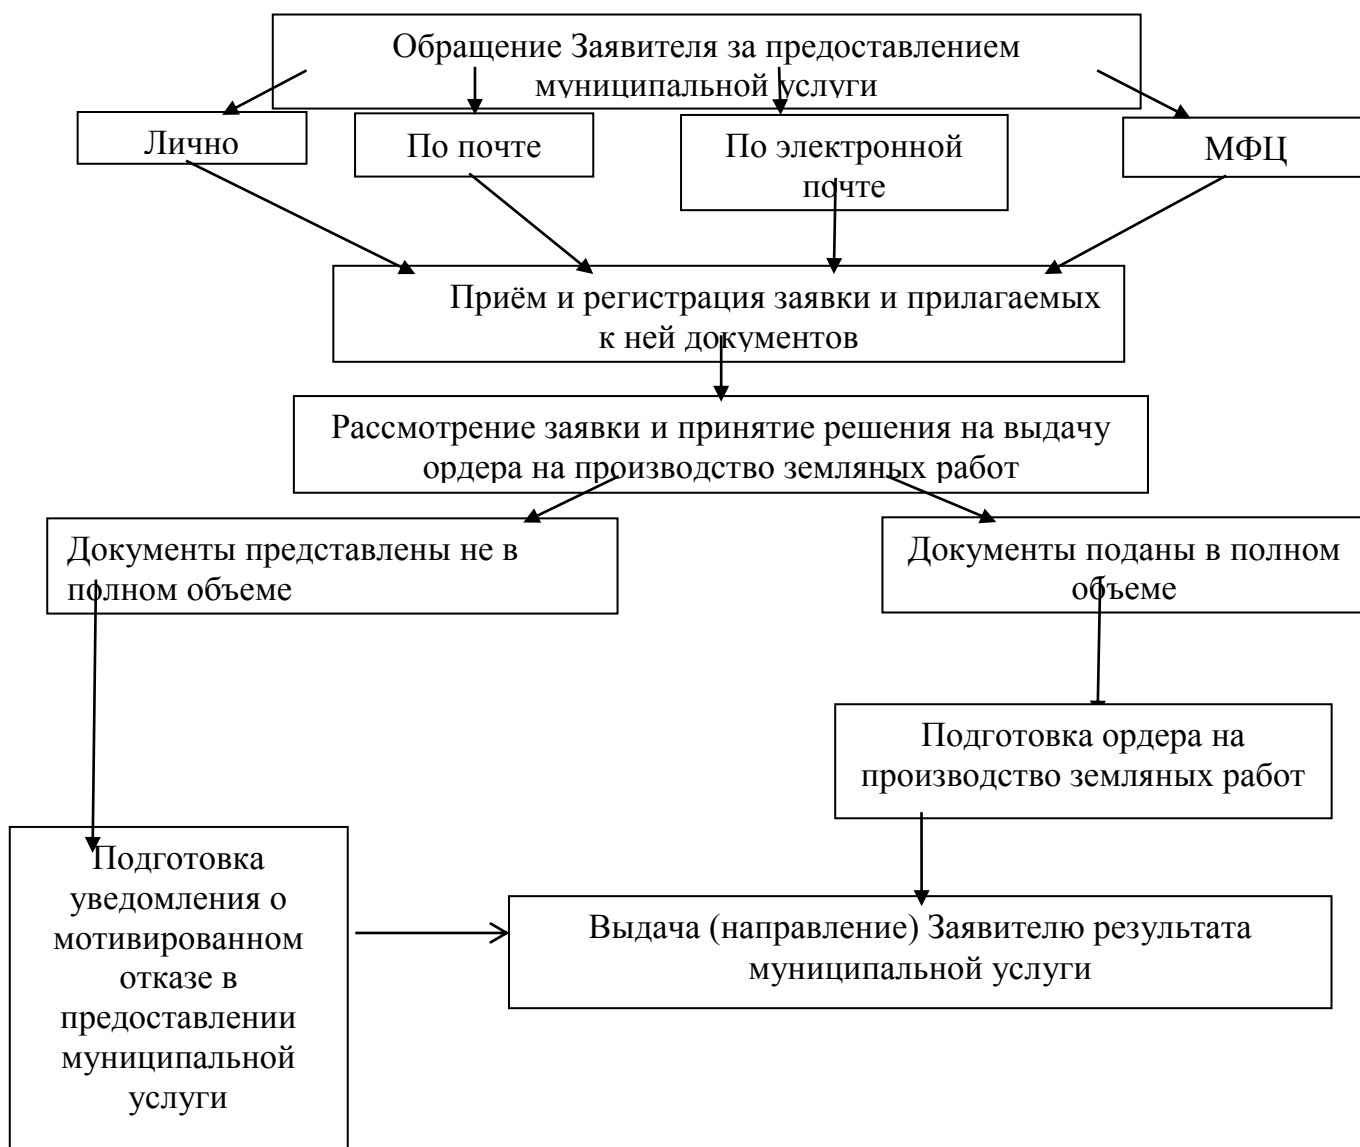 Обращение Заявителя за предоставлением
муниципальной услуги
Лично
По почте
По электронной
почте
МФЦ
Приём и регистрация заявки и прилагаемых
к ней документов
Рассмотрение заявки и принятие решения на выдачу
ордера на производство земляных работ
Документы представлены не в
полном объеме
Документы поданы в полном
объеме
Подготовка ордера на
производство земляных работ
Подготовка
уведомления о
мотивированном
отказе в
предоставлении
муниципальной
услуги
Выдача (направление) Заявителю результата
муниципальной услуги